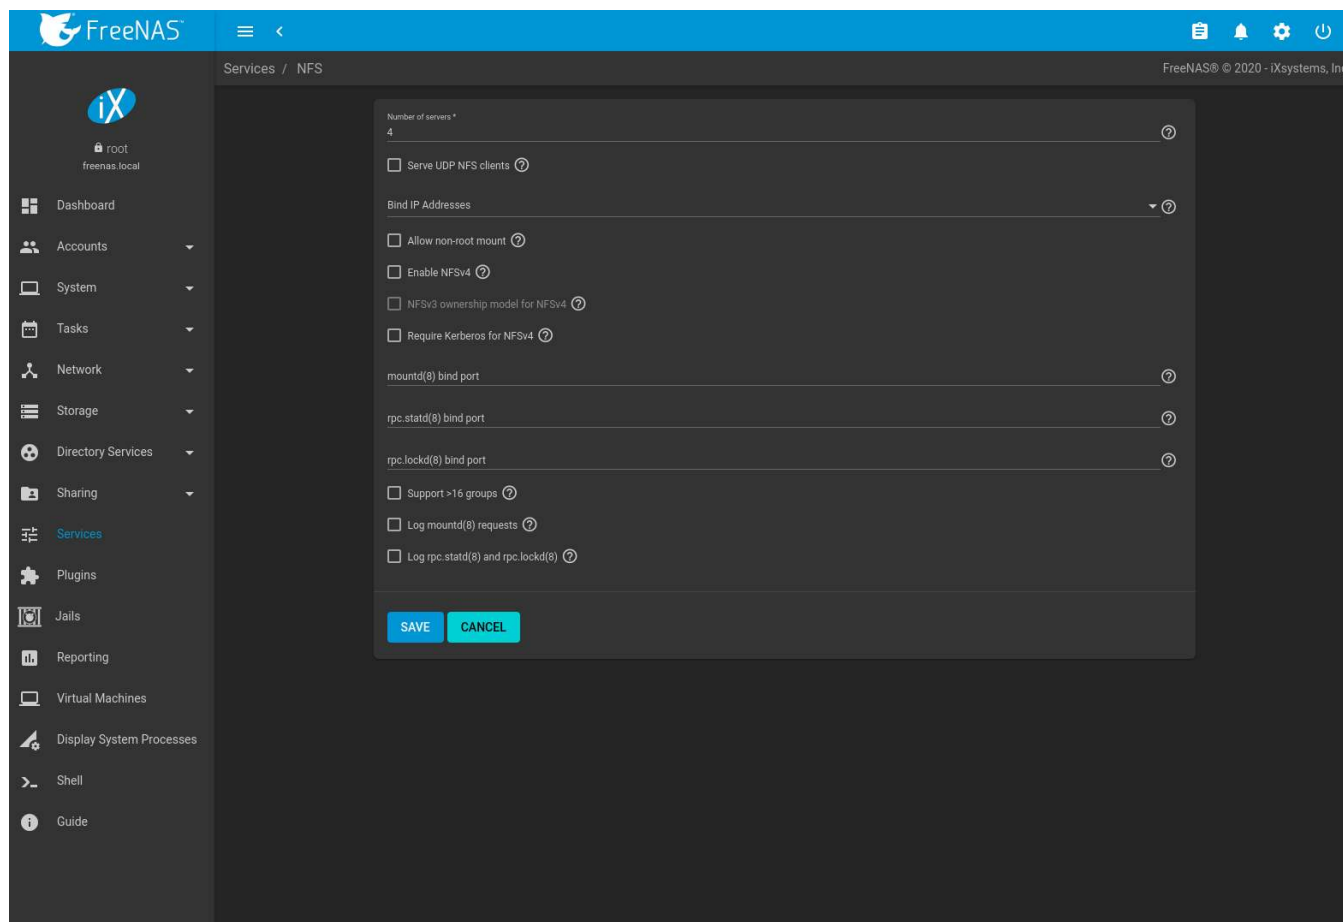 FreeNAS™
Services / NFS
FreeNAS® © 2020 - iXsystems, Inc
iX
root
freenas.local
Dashboard
Accounts
System
Tasks
Network
Storage
Directory Services
Sharing
Services
Plugins
Jails
Reporting
Virtual Machines
Display System Processes
Shell
Guide
Number of servers *
4
Serve UDP NFS clients
Bind IP Addresses
Allow non-root mount
Enable NFSv4
NFSv3 ownership model for NFSv4
Require Kerberos for NFSv4
mountd(8) bind port
rpc.statd(8) bind port
rpc.lockd(8) bind port
Support >16 groups
Log mountd(8) requests
Log rpc.statd(8) and rpc.lockd(8)
SAVE CANCEL